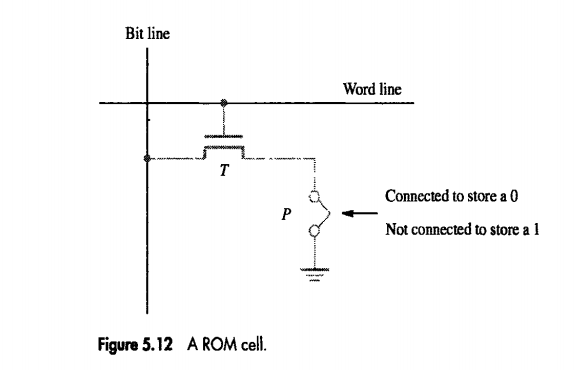 Bit line
Word line
T
P
Connected to store a 0
Not connected to store a 1
Figure 5.12 A ROM cell.